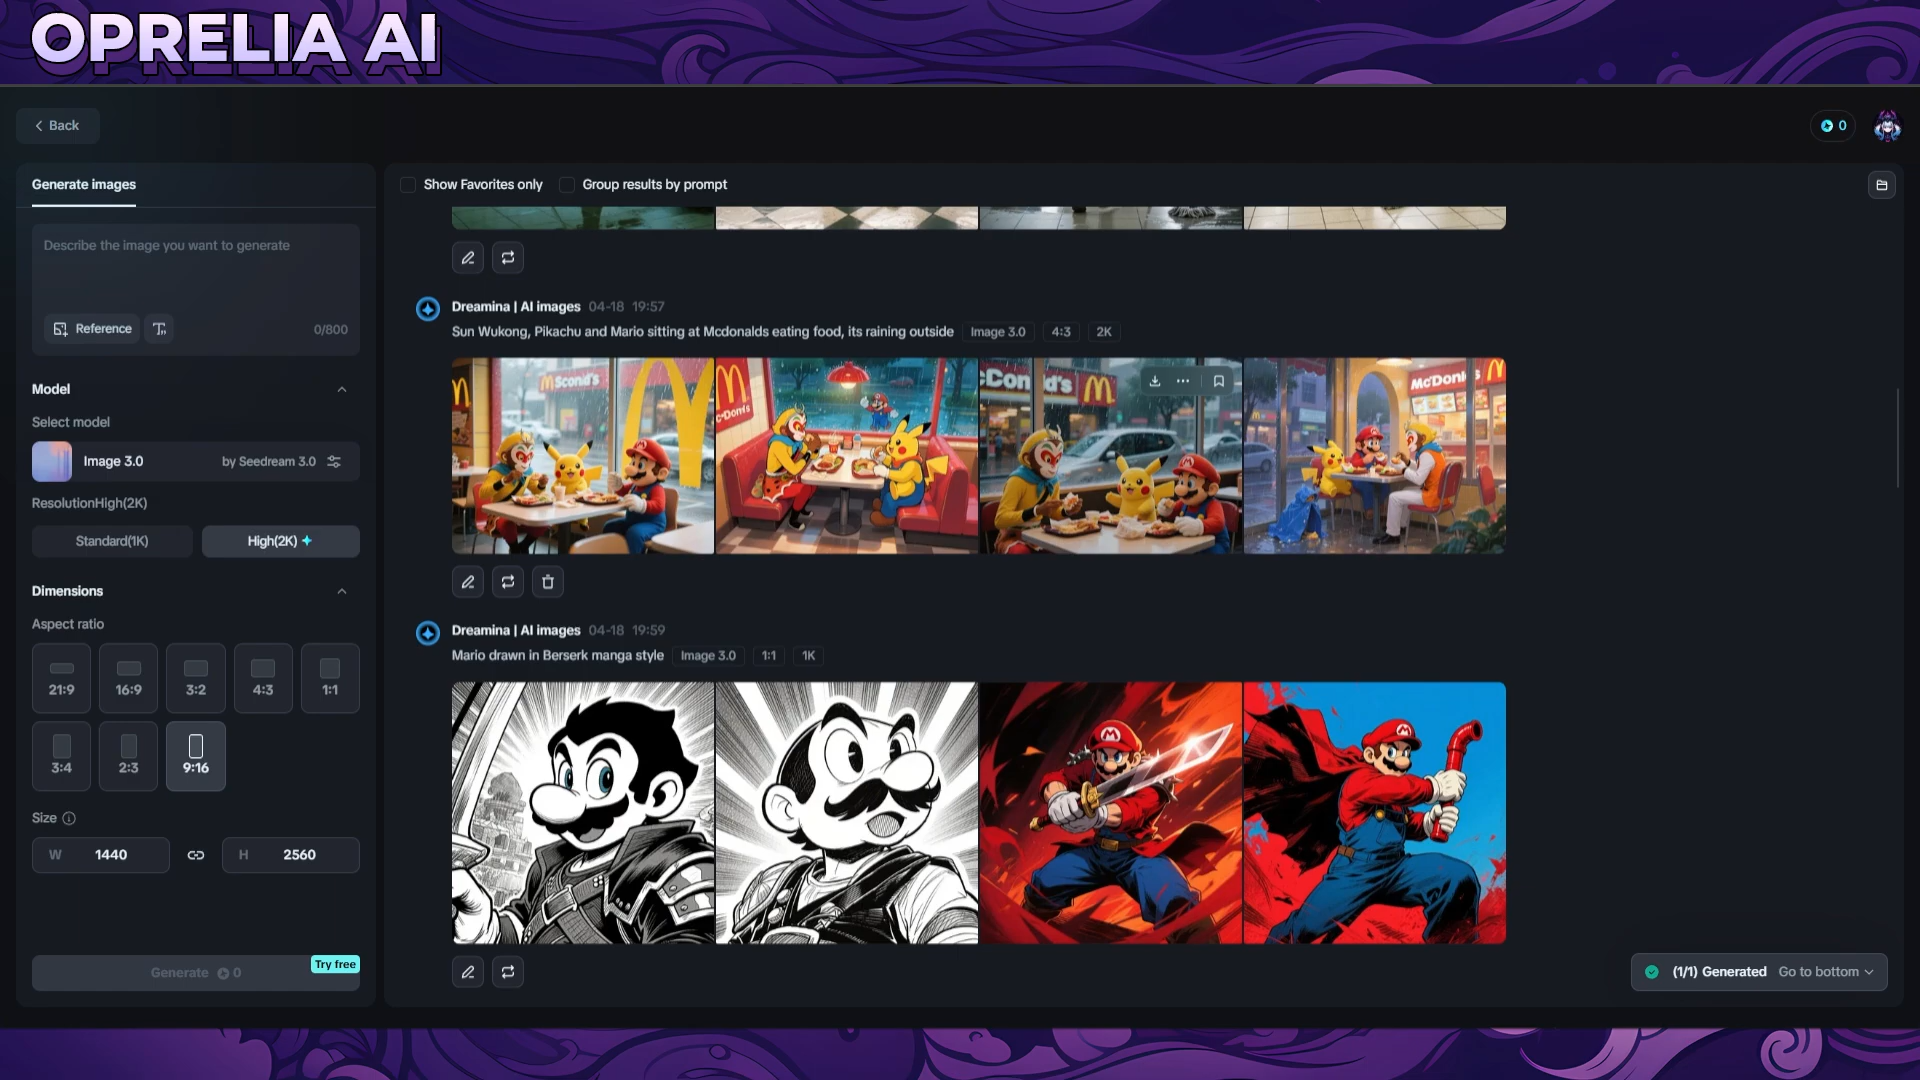 OPRELIA AI
Back
0
Generate images
Show Favorites only
Group results by prompt
Describe the image you want to generate
Reference
0/800
Dreamina | AI images 04-18 19:57
Sun Wukong, Pikachu and Mario sitting at Mcdonalds eating food, its raining outside Image 3.0 4:3 2K
Model
Select model
Image 3.0 by Seedream 3.0
ResolutionHigh(2K)
Standard(1K) High(2K)
Dimensions
Aspect ratio
21:9 16:9 3:2 4:3 1:1
3:4 2:3 9:16
Size
W 1440 H 2560
Generate 0
Try free
Dreamina | AI images 04-18 19:59
Mario drawn in Berserk manga style Image 3.0 1:1 1K
(1/1) Generated Go to bottom